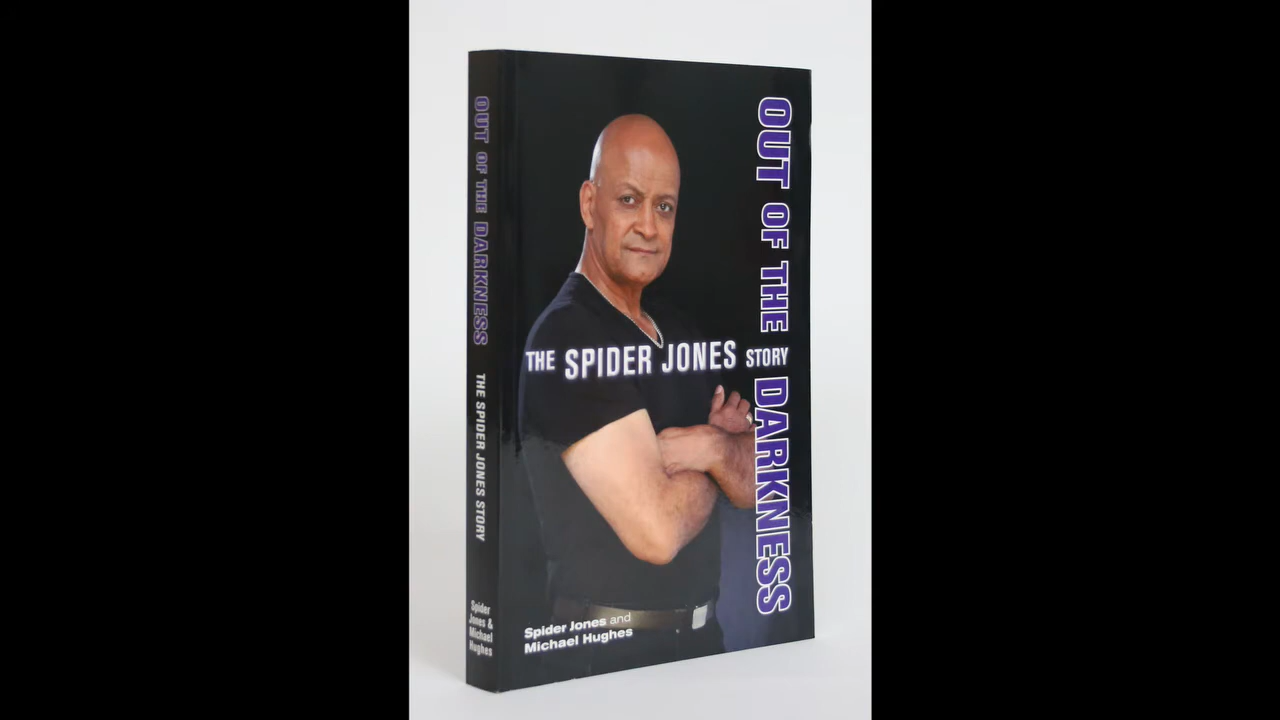 OUT OF THE DARKNESS
THE SPIDER JONES STORY
Spider
Jones &
Michael
Hughes
OUT OF THE DARKNESS
THE SPIDER JONES STORY
Spider Jones and
Michael Hughes